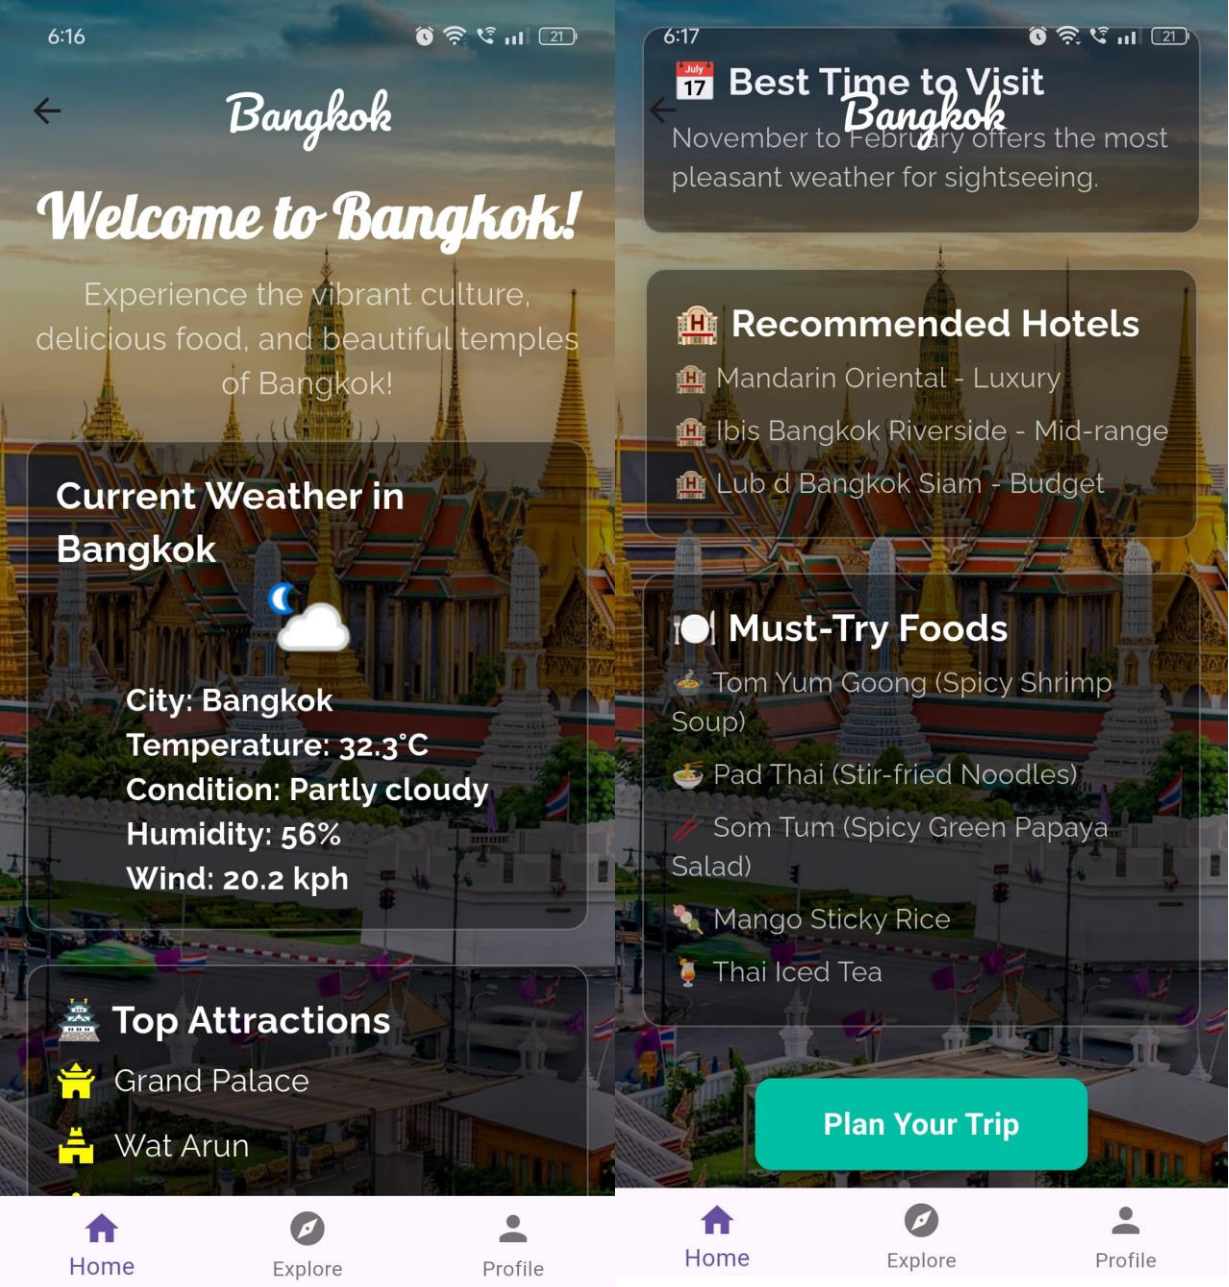 6:16
21
Bangkok
Welcome to Bangkok!
Experience the vibrant culture,
delicious food, and beautiful temples
of Bangkok!
Current Weather in
Bangkok
City: Bangkok
Temperature: 32.3°C
Condition: Partly cloudy
Humidity: 56%
Wind: 20.2 kph
Top Attractions
Grand Palace
Wat Arun
Home
Explore
Profile
6:17
21
July
17
Best Time to Visit
Bangkok
November to February offers the most
pleasant weather for sightseeing.
H Recommended Hotels
H Mandarin Oriental - Luxury
H Ibis Bangkok Riverside - Mid-range
H Lub d Bangkok Siam - Budget
Must-Try Foods
Tom Yum Goong (Spicy Shrimp
Soup)
Pad Thai (Stir-fried Noodles)
Som Tum (Spicy Green Papaya
Salad)
Mango Sticky Rice
Thai Iced Tea
Plan Your Trip
Home
Explore
Profile